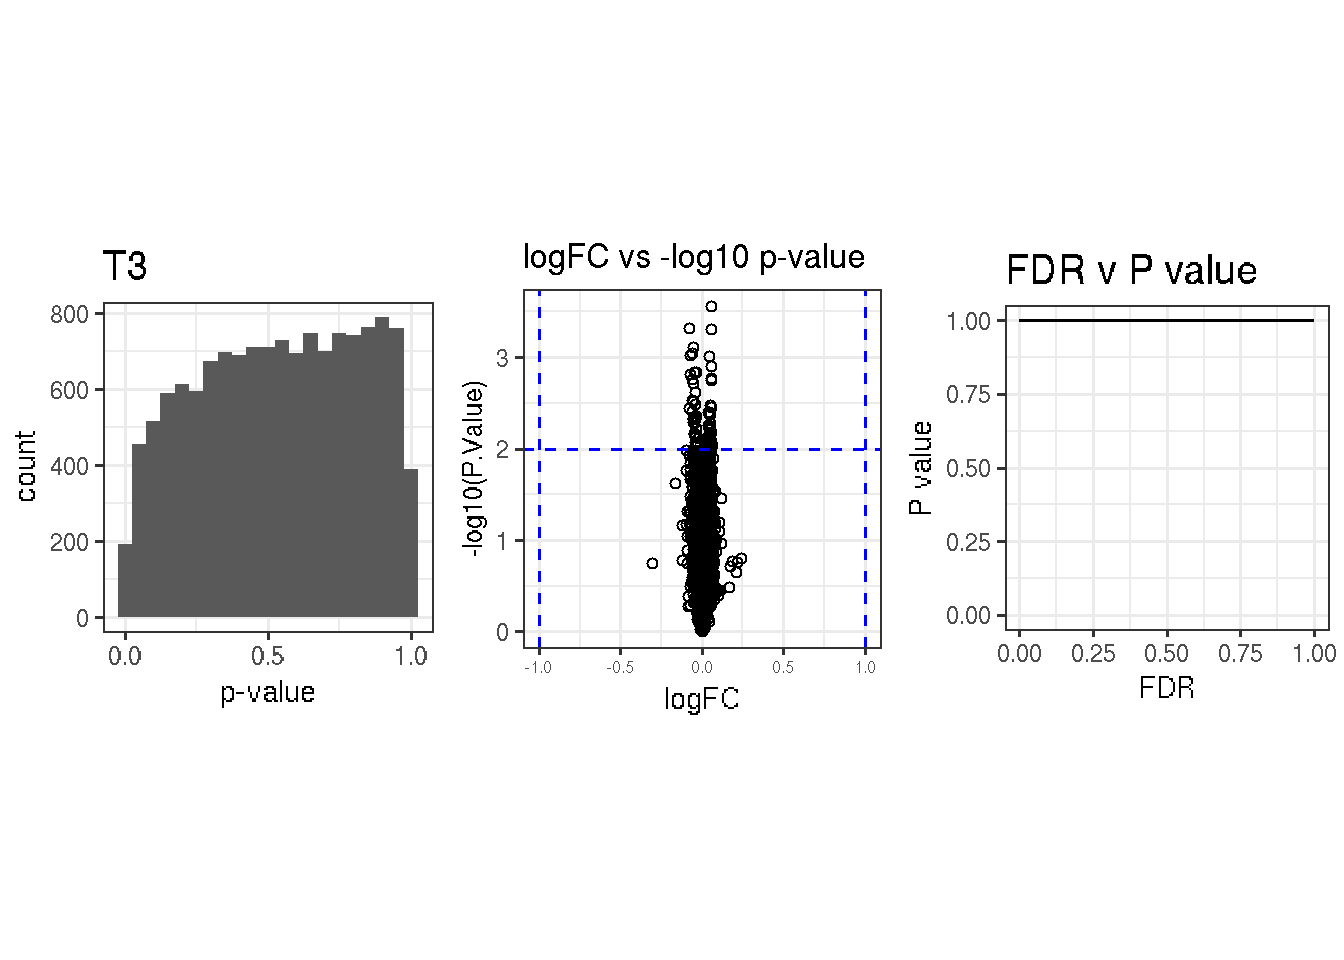 T3
count
800
600
400
200
0
0.0 0.5 1.0
p-value
logFC vs -log10 p-value
-log10(P.Value)
3
2
1
0
-1.0 -0.5 0.0 0.5 1.0
logFC
FDR v P value
P value
1.00
0.75
0.50
0.25
0.00
0.00 0.25 0.50 0.75 1.00
FDR